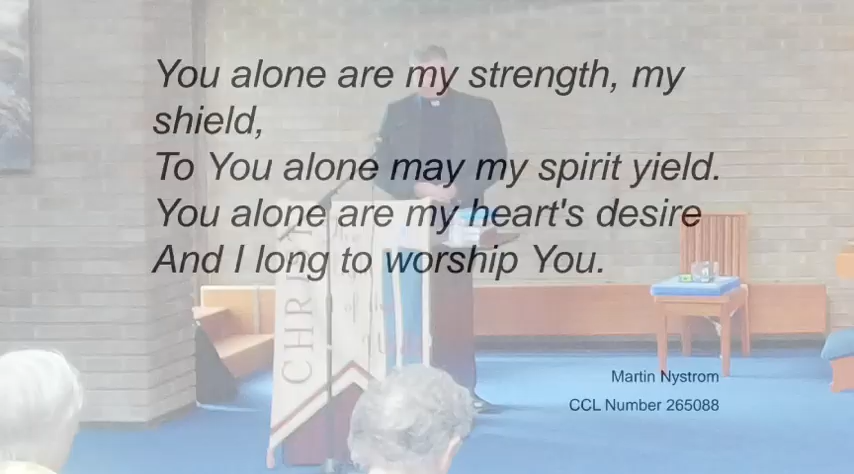 You alone are my strength, my
shield,
To You alone may my spirit yield.
You alone are my heart's desire
And I long to worship You.
CHRI
Martin Nystrom
CCL Number 265088